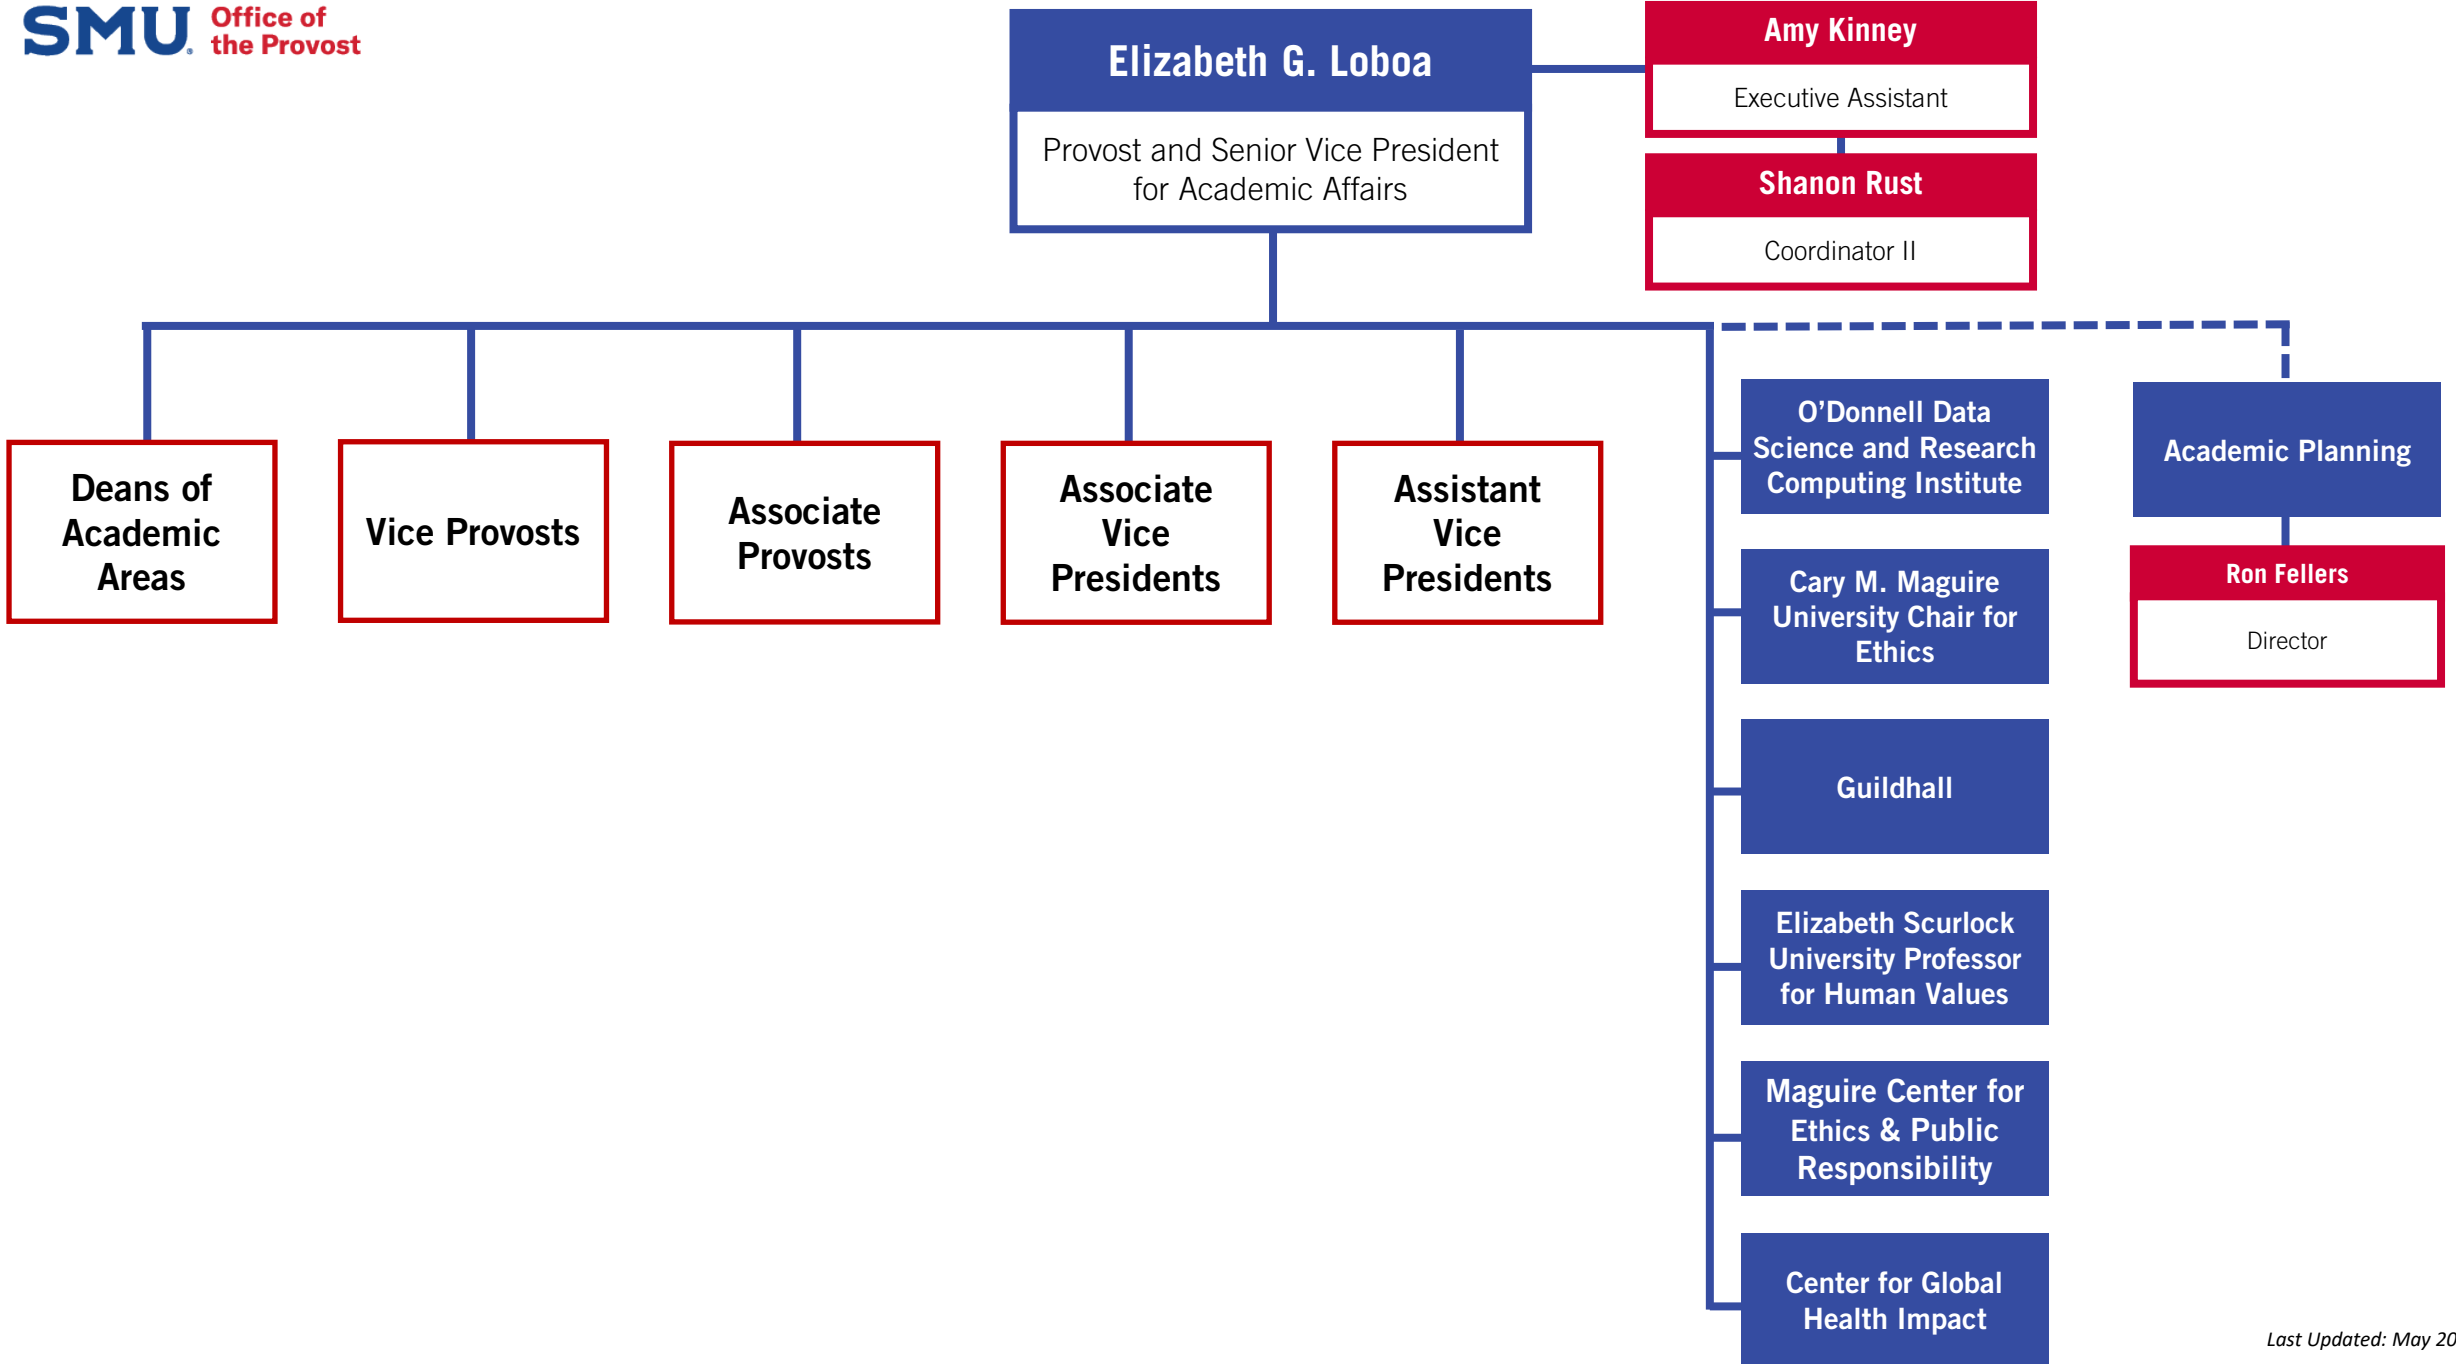 SMU
Office of
the Provost
Elizabeth G. Loboa
Provost and Senior Vice President
for Academic Affairs
Amy Kinney
Executive Assistant
Shanon Rust
Coordinator II
Deans of
Academic
Areas
Vice Provosts
Associate
Provosts
Associate
Vice
Presidents
Assistant
Vice
Presidents
O’Donnell Data
Science and Research
Computing Institute
Cary M. Maguire
University Chair for
Ethics
Guildhall
Elizabeth Scurlock
University Professor
for Human Values
Maguire Center for
Ethics & Public
Responsibility
Center for Global
Health Impact
Academic Planning
Ron Fellers
Director
Last Updated: May 20